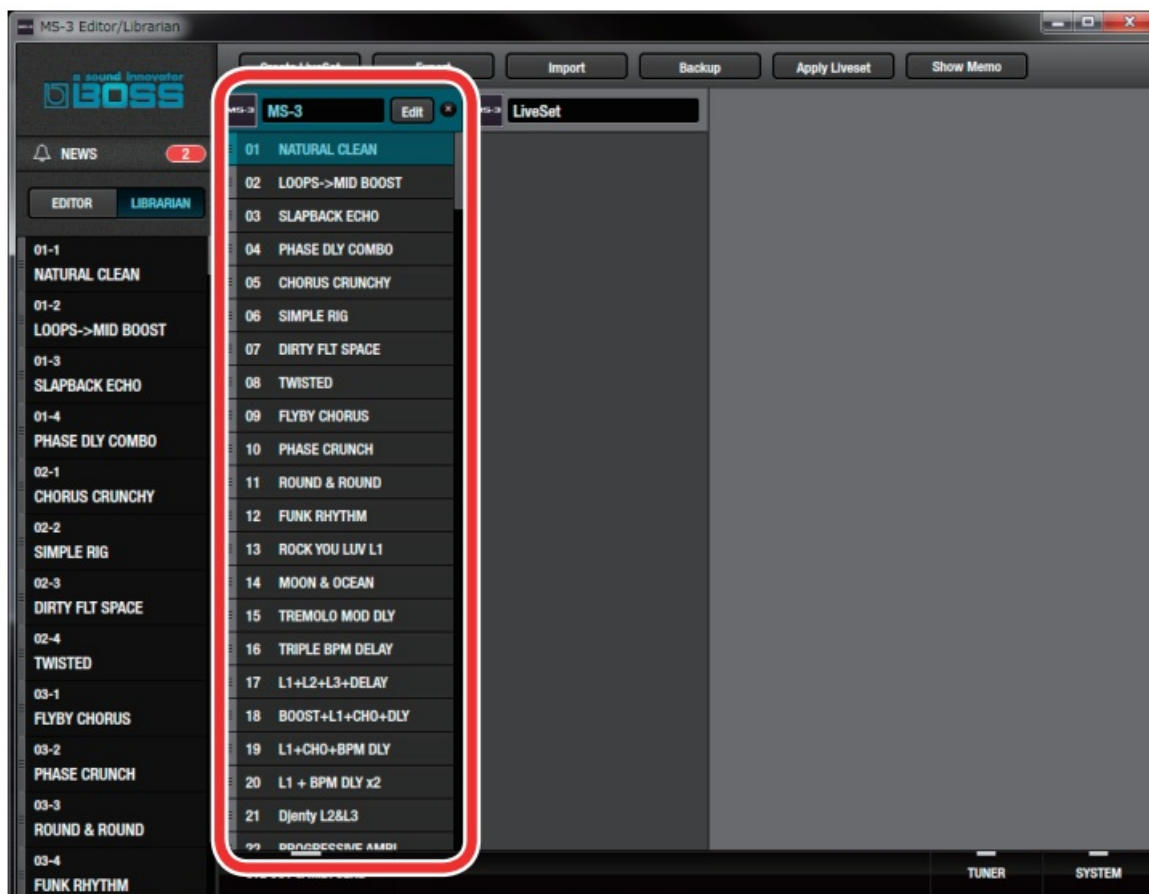 MS-3 Editor/Librarian
a sound innovator
BOSS
NEWS
2
EDITOR
LIBRARIAN
01-1
NATURAL CLEAN
01-2
LOOPS->MID BOOST
01-3
SLAPBACK ECHO
01-4
PHASE DLY COMBO
02-1
CHORUS CRUNCHY
02-2
SIMPLE RIG
02-3
DIRTY FLT SPACE
02-4
TWISTED
03-1
FLYBY CHORUS
03-2
PHASE CRUNCH
03-3
ROUND & ROUND
03-4
FUNK RHYTHM
Import
Backup
Apply Liveset
Show Memo
MS-3
MS-3
Edit
01 NATURAL CLEAN
02 LOOPS->MID BOOST
03 SLAPBACK ECHO
04 PHASE DLY COMBO
05 CHORUS CRUNCHY
06 SIMPLE RIG
07 DIRTY FLT SPACE
08 TWISTED
09 FLYBY CHORUS
10 PHASE CRUNCH
11 ROUND & ROUND
12 FUNK RHYTHM
13 ROCK YOU LUV L1
14 MOON & OCEAN
15 TREMOLO MOD DLY
16 TRIPLE BPM DELAY
17 L1+L2+L3+DELAY
18 BOOST+L1+CHO+DLY
19 L1+CHO+BPM DLY
20 L1 + BPM DLY x2
21 Djenty L2&L3
22 PROGRESSIVE AMBI
LiveSet
TUNER
SYSTEM